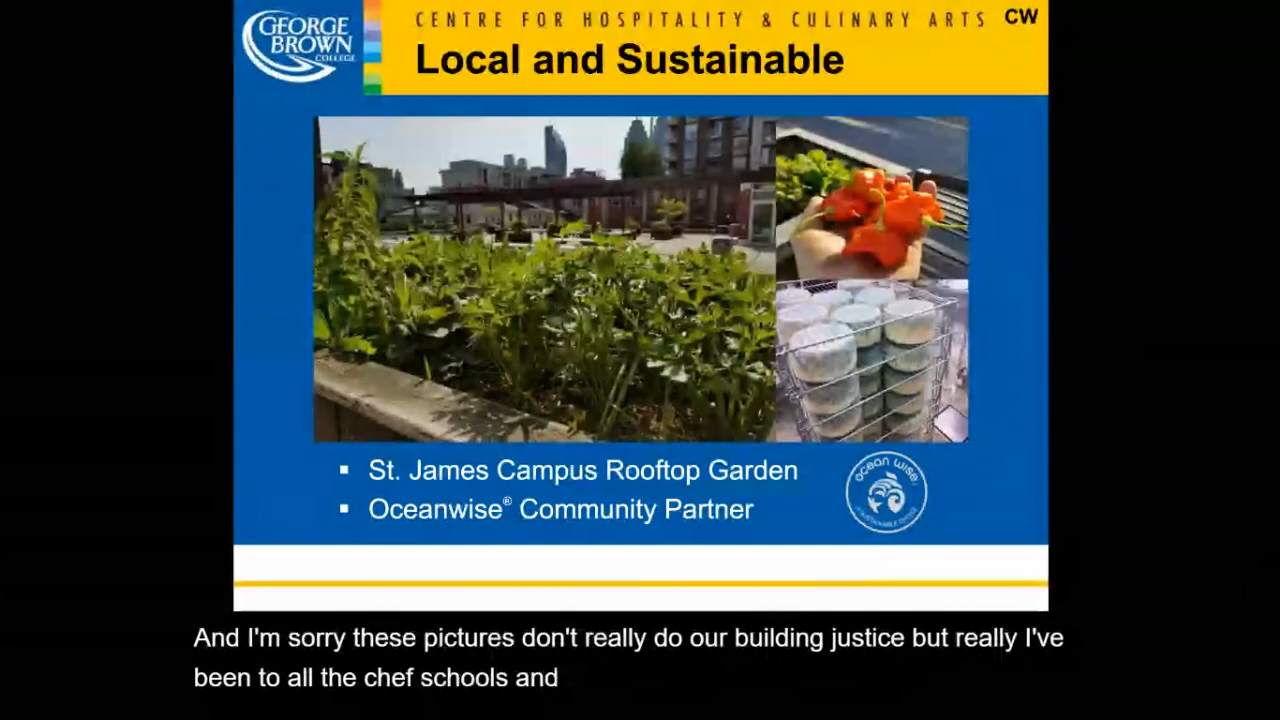 GEORGE
BROWN
COLLEGE
CENTRE FOR HOSPITALITY & CULINARY ARTS
CW
Local and Sustainable
▪ St. James Campus Rooftop Garden
▪ Oceanwise® Community Partner
ocean wise
A SUSTAINABLE CHOICE
And I'm sorry these pictures don't really do our building justice but really I've
been to all the chef schools and